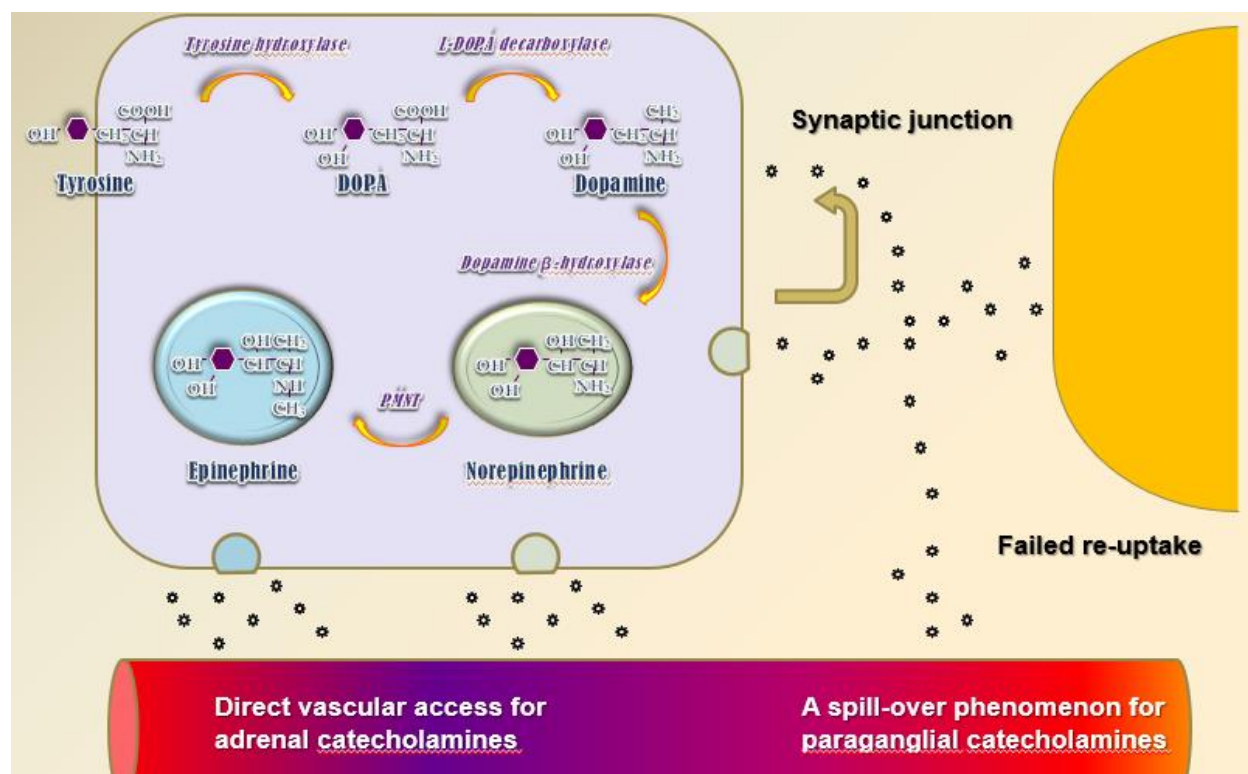 Tyrosine hydroxylase
L-DOPA decarboxylase
COOH
OH
CH
CH
NH₂
Tyrosine
COOH
OH
CH₂
CH
OH
NH₂
DOPA
CH₂
OH
CH₂
CH
OH
NH₂
Dopamine
Synaptic junction
Dopamine β-hydroxylase
OH
CH₂
OH
CH
CH
OH
NH
CH₃
Epinephrine
PMNT
OH
CH₂
OH
CH
CH
OH
NH₂
Norepinephrine
Failed re-uptake
Direct vascular access for
adrenal catecholamines
A spill-over phenomenon for
paraganglial catecholamines